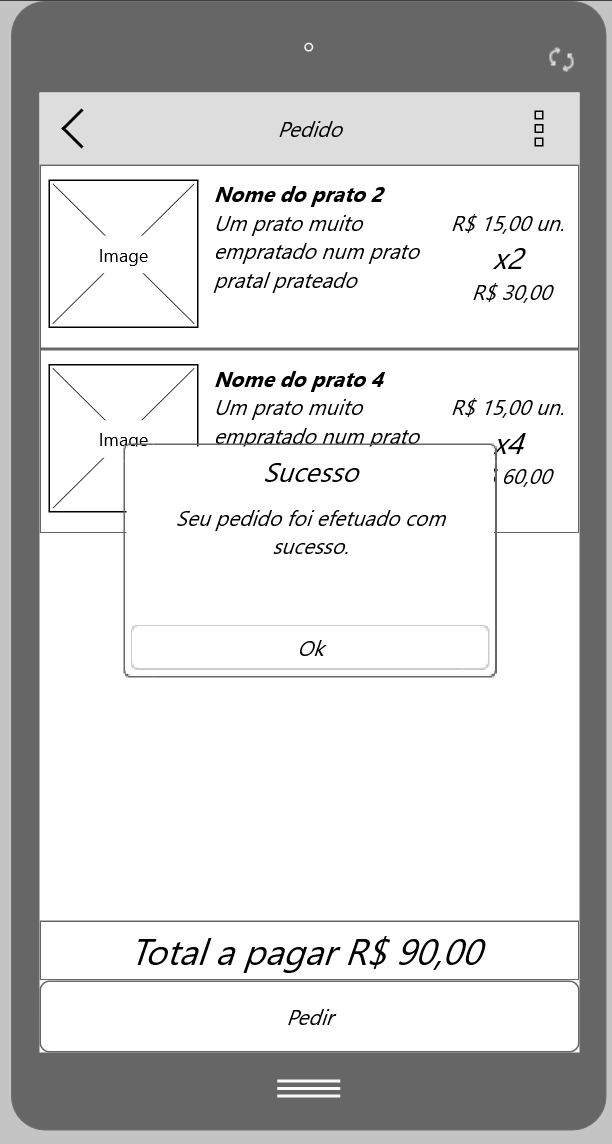 Pedido
Nome do prato 2
Um prato muito
empratado num prato
pratal prateado
R$ 15,00 un.
x2
R$ 30,00
Image
Nome do prato 4
Um prato muito
empratado num prato
R$ 15,00 un.
x4
60,00
Image
Sucesso
Seu pedido foi efetuado com
sucesso.
Ok
Total a pagar R$ 90,00
Pedir